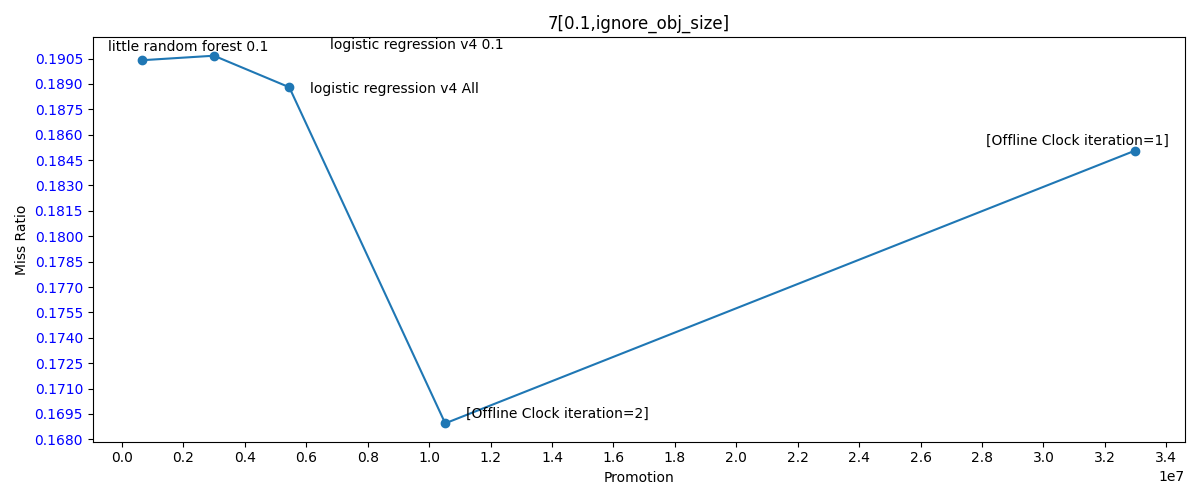 7[0.1,ignore_obj_size]
little random forest 0.1
logistic regression v4 0.1
logistic regression v4 All
[Offline Clock iteration=1]
[Offline Clock iteration=2]
Miss Ratio
0.1905
0.1890
0.1875
0.1860
0.1845
0.1830
0.1815
0.1800
0.1785
0.1770
0.1755
0.1740
0.1725
0.1710
0.1695
0.1680
0.0 0.2 0.4 0.6 0.8 1.0 1.2 1.4 1.6 1.8 2.0 2.2 2.4 2.6 2.8 3.0 3.2 3.4
1e7
Promotion